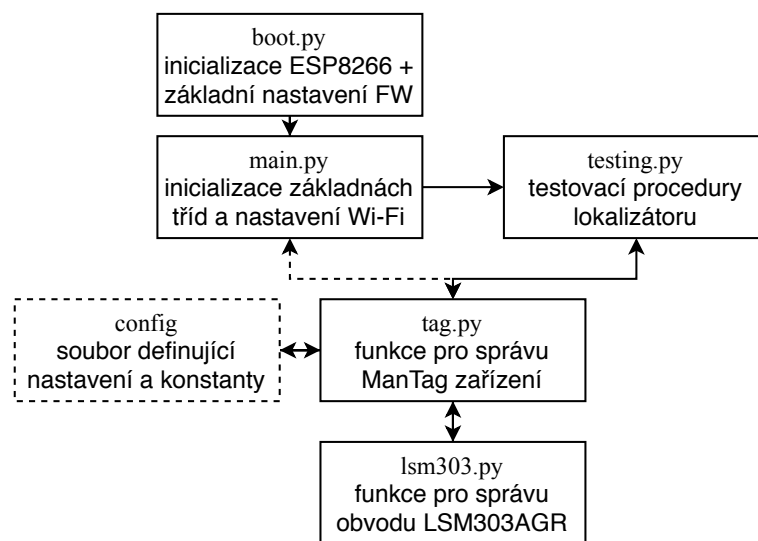 boot.py
inicializace ESP8266 +
základní nastavení FW
main.py
inicializace základnách
tříd a nastavení Wi-Fi
testing.py
testovací procedury
lokalizátoru
config
soubor definující
nastavení a konstanty
tag.py
funkce pro správu
ManTag zařízení
lsm303.py
funkce pro správu
obvodu LSM303AGR